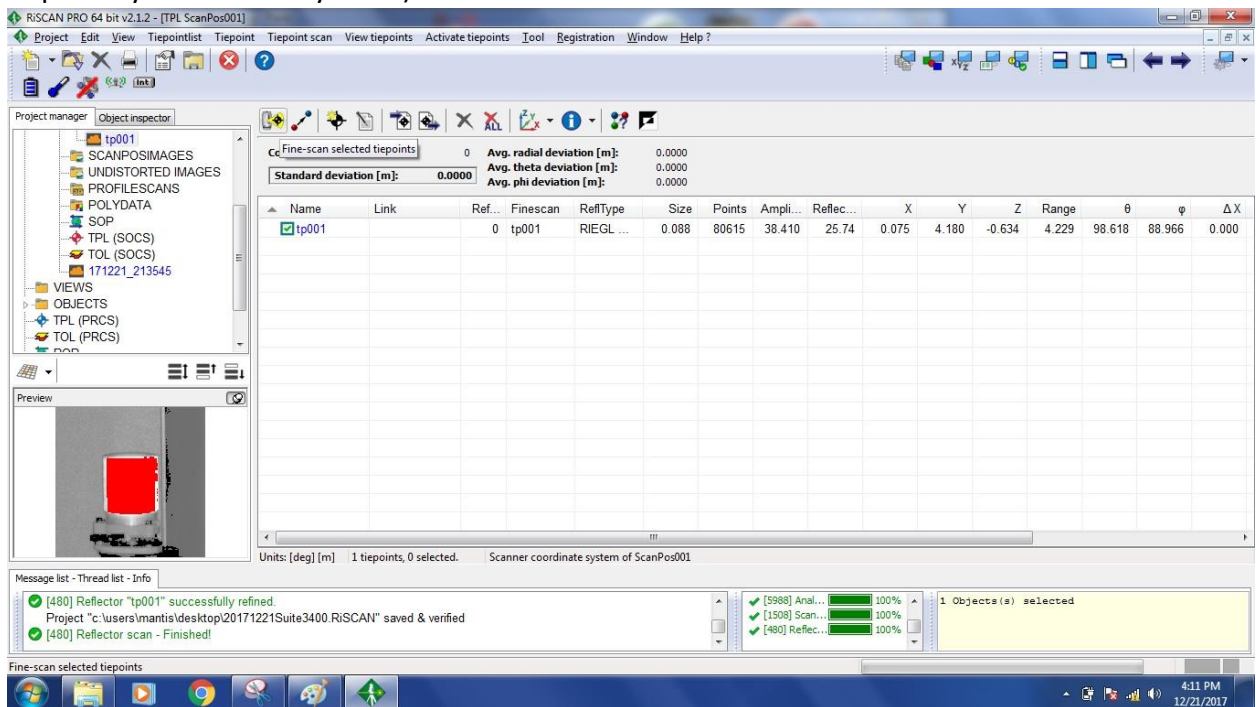 RiSCAN PRO 64 bit v2.1.2 - [TPL ScanPos001]
Project Edit View Tiepointlist Tiepoint Tiepoint scan View tiepoints Activate tiepoints Tool Registration Window Help ?
Project manager Object inspector
tp001
SCANPOSIMAGES
UNDISTORTED IMAGES
PROFILESCANS
POLYDATA
SOP
TPL (SOCS)
TOL (SOCS)
171221_213545
VIEWS
OBJECTS
TPL (PRCS)
TOL (PRCS)
Preview
Fine-scan selected tiepoints
0 Avg. radial deviation [m]: 0.0000
Avg. theta deviation [m]: 0.0000
Standard deviation [m]: 0.0000
Avg. phi deviation [m]: 0.0000
Name Link Ref... Finescan ReflType Size Points Ampli... Reflec... X Y Z Range θ φ ΔX
tp001 0 tp001 RIEGL ... 0.088 80615 38.410 25.74 0.075 4.180 -0.634 4.229 98.618 88.966 0.000
Units: [deg] [m] 1 tiepoints, 0 selected. Scanner coordinate system of ScanPos001
Message list - Thread list - Info
[480] Reflector "tp001" successfully refined.
Project "c:\users\mantis\desktop\20171221Suite3400.RiSCAN" saved & verified
[480] Reflector scan - Finished!
[5988] Anal... 100%
[1508] Scan... 100%
[480] Reflec... 100%
1 Objects(s) selected
Fine-scan selected tiepoints
4:11 PM
12/21/2017